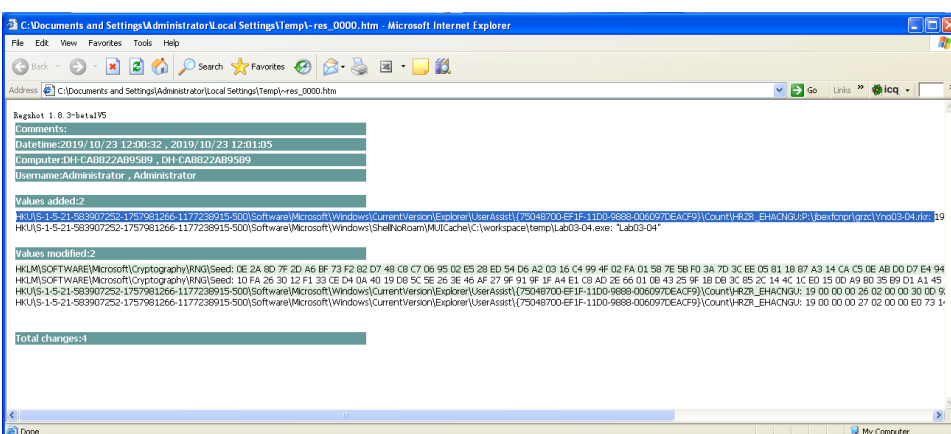 C:\Documents and Settings\Administrator\Local Settings\Temp\~res_0000.htm - Microsoft Internet Explorer
File Edit View Favorites Tools Help
Back Search Favorites
Address C:\Documents and Settings\Administrator\Local Settings\Temp\~res_0000.htm Go Links » icq
Regshot 1.8.3-beta1V5
Comments:
Datetime:2019/10/23 12:00:32 , 2019/10/23 12:01:05
Computer:DH-CA8822AB9589 , DH-CA8822AB9589
Username:Administrator , Administrator
Values added:2
HKU\S-1-5-21-583907252-1757981266-1177238915-500\Software\Microsoft\Windows\CurrentVersion\Explorer\UserAssist\{75048700-EF1F-11D0-9888-006097DEACF9}\Count\HRZR_EHACNGU:P:\jbexfcnpr\grzc\Yno03-04.rkr: 19
HKU\S-1-5-21-583907252-1757981266-1177238915-500\Software\Microsoft\Windows\ShellNoRoam\MUICache\C:\workspace\temp\Lab03-04.exe: "Lab03-04"
Values modified:2
HKLM\SOFTWARE\Microsoft\Cryptography\RNG\Seed: 0E 2A 8D 7F 2D A6 BF 73 F2 82 D7 48 CB C7 06 95 02 E5 28 ED 54 D6 A2 03 16 C4 99 4F 02 FA 01 58 7E 5B F0 3A 7D 3C EE 05 81 18 87 A3 14 CA C5 0E AB D0 D7 E4 94
HKLM\SOFTWARE\Microsoft\Cryptography\RNG\Seed: 10 FA 26 30 12 F1 33 CE D4 0A 40 19 D8 5C 5E 26 3E 46 AF 27 9F 91 9F 1F A4 E1 C8 AD 2E 66 01 0B 43 25 9F 1B DB 3C 85 2C 14 4C 1C E0 15 0D A9 B0 35 B9 D1 A1 45
HKU\S-1-5-21-583907252-1757981266-1177238915-500\Software\Microsoft\Windows\CurrentVersion\Explorer\UserAssist\{75048700-EF1F-11D0-9888-006097DEACF9}\Count\HRZR_EHACNGU: 19 00 00 00 26 02 00 00 30 0D
HKU\S-1-5-21-583907252-1757981266-1177238915-500\Software\Microsoft\Windows\CurrentVersion\Explorer\UserAssist\{75048700-EF1F-11D0-9888-006097DEACF9}\Count\HRZR_EHACNGU: 19 00 00 00 27 02 00 00 E0 73
Total changes:4
Done My Computer